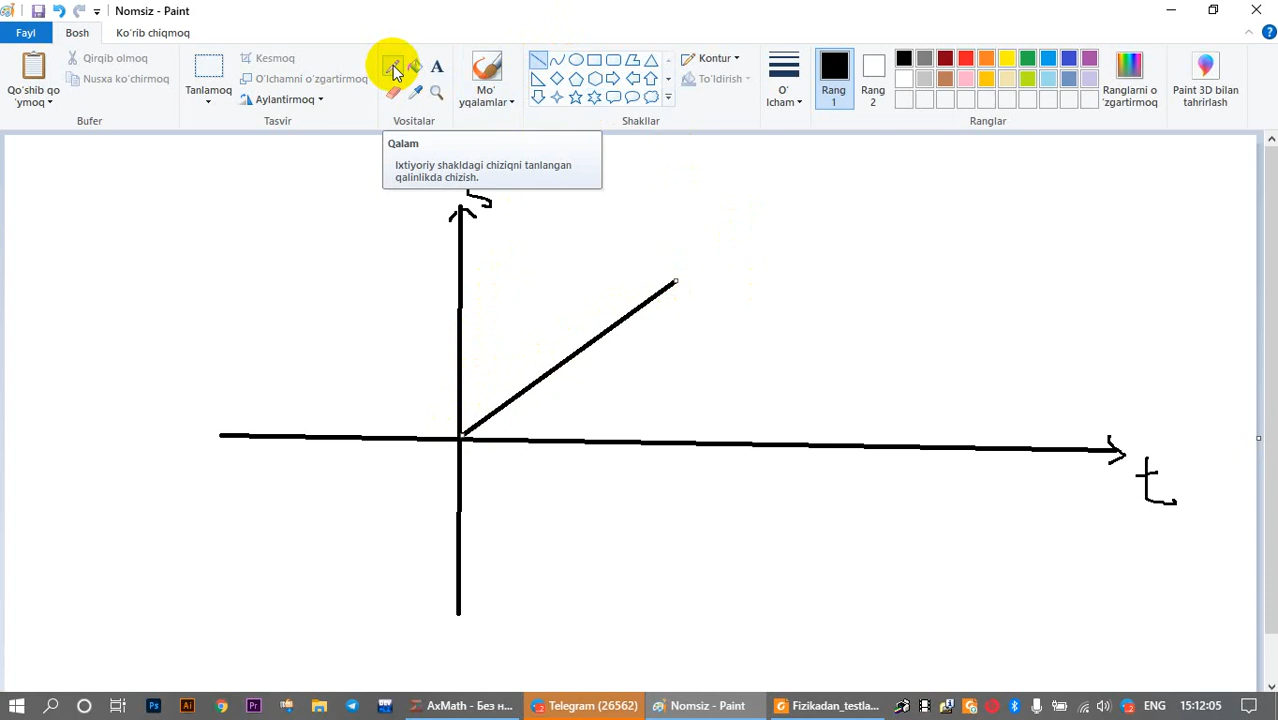 Nomsiz - Paint
Fayl Bosh Ko‘rib chiqmoq
Qirqib olmoq
Nusxa ko‘chirmoq
Qo‘shib qo‘ymoq
Bufer
Tanlamoq
Kesmoq
O‘lchamni o‘zgartirmoq
Aylantirmoq
Tasvir
A
Vositalar
Mo‘yqalamlar
Shakllar
Kontur
To‘ldirish
O‘lcham
Rang 1
Rang 2
Ranglarni o‘zgartirmoq
Ranglar
Paint 3D bilan tahrirlash
Qalam
Ixtiyoriy shakldagi chiziqni tanlangan
qalinlikda chizish.
t
AxMath - Без н... Telegram (26562) Nomsiz - Paint Fizikadan_testla... ENG 15:12:05